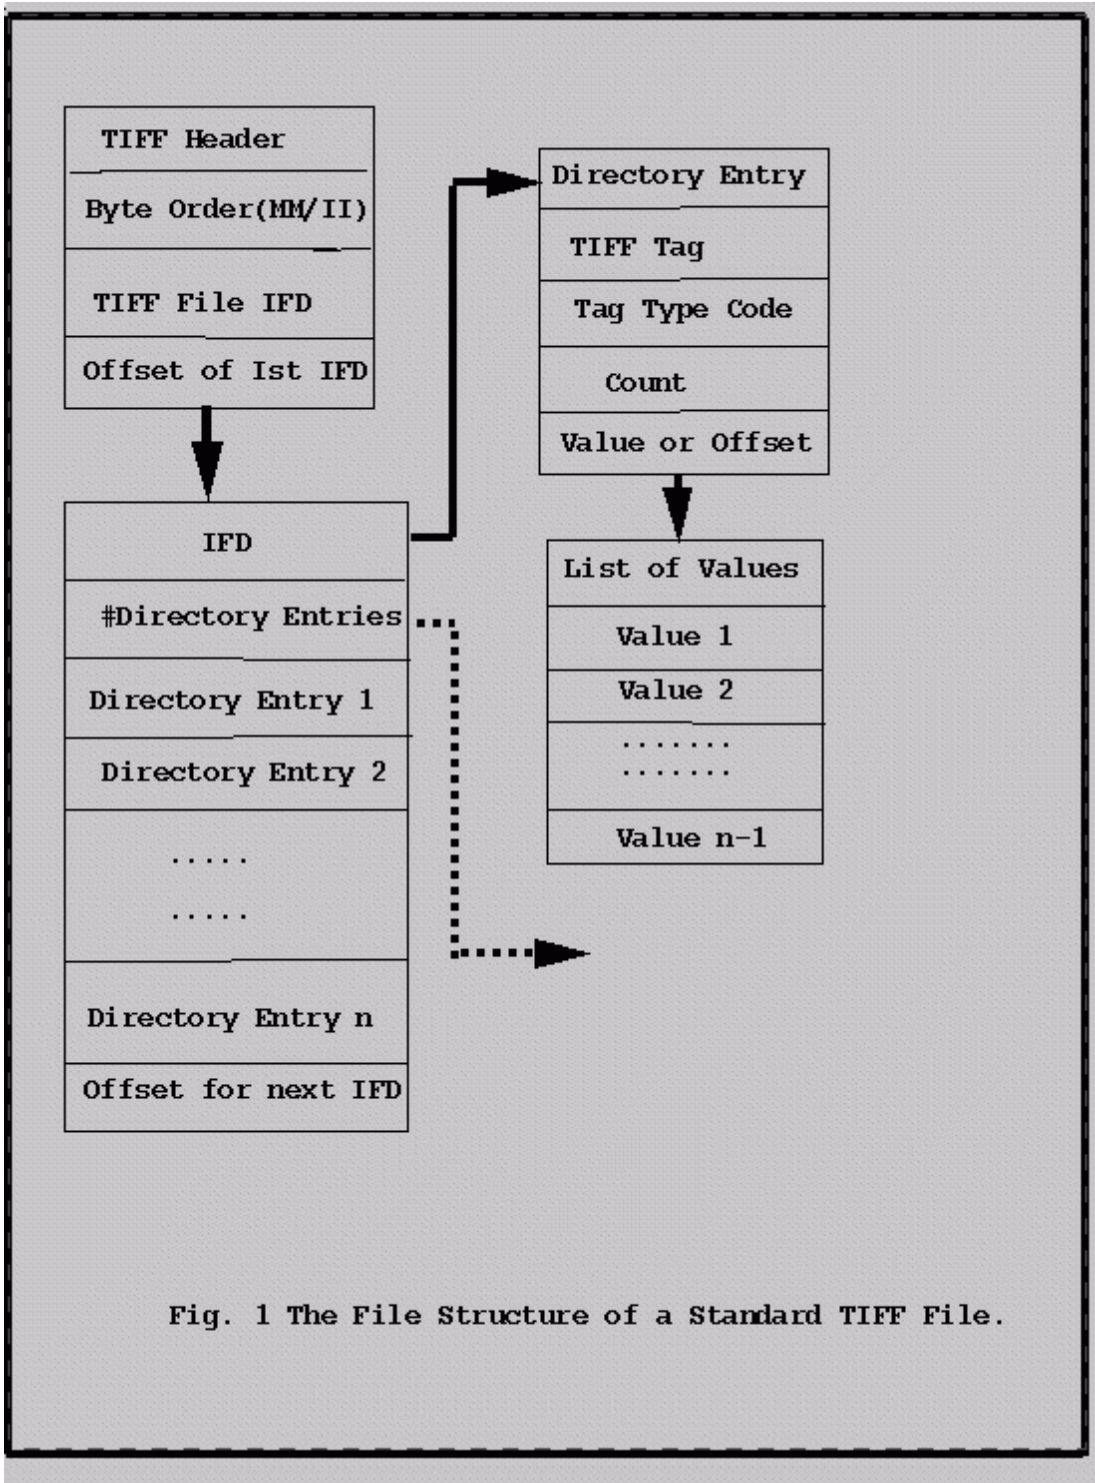 TIFF Header
Byte Order(MM/II)
TIFF File IFD
Offset of Ist IFD
IFD
#Directory Entries
Directory Entry 1
Directory Entry 2
.....
.....
Directory Entry n
Offset for next IFD
Directory Entry
TIFF Tag
Tag Type Code
Count
Value or Offset
List of Values
Value 1
Value 2
.......
.......
Value n-1
Fig. 1 The File Structure of a Standard TIFF File.